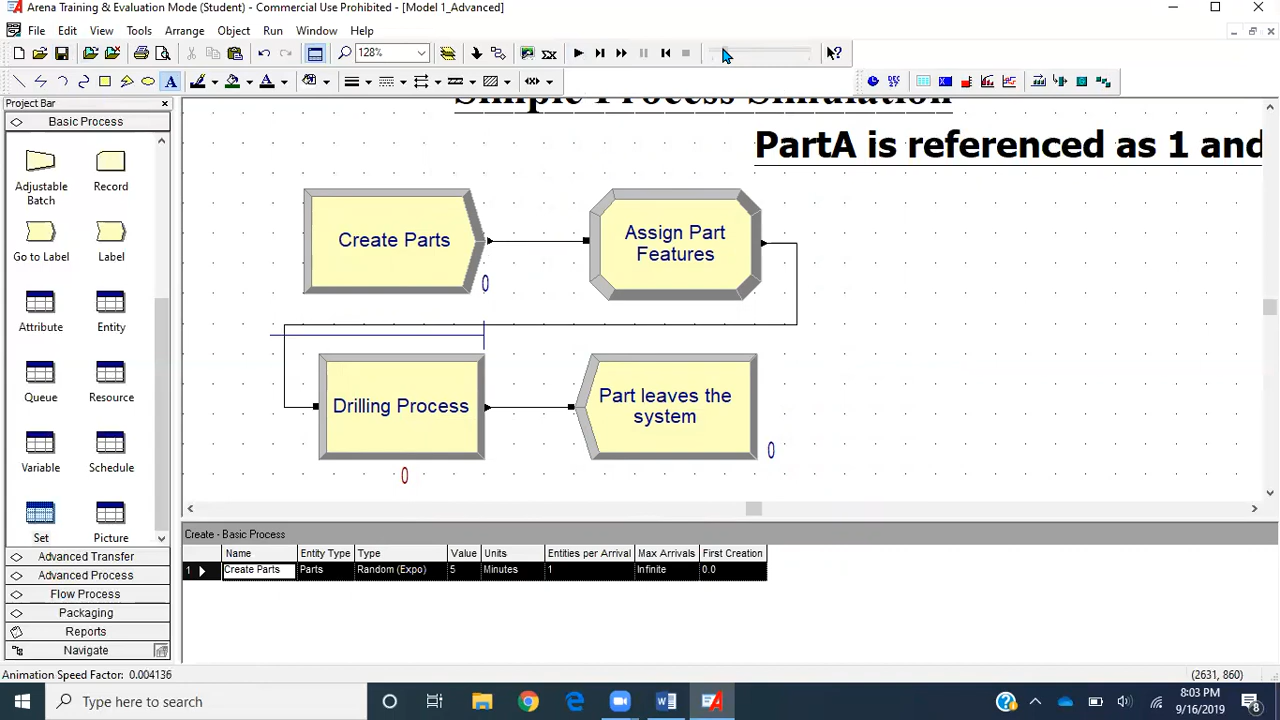 Arena Training & Evaluation Mode (Student) - Commercial Use Prohibited - [Model 1_Advanced]
File Edit View Tools Arrange Object Run Window Help
128%
Project Bar
Basic Process
Adjustable Batch
Record
Go to Label
Label
Attribute
Entity
Queue
Resource
Variable
Schedule
Set
Picture
Advanced Transfer
Advanced Process
Flow Process
Packaging
Reports
Navigate
Simple Process Simulation
PartA is referenced as 1 and
Create Parts
0
Assign Part
Features
Drilling Process
0
Part leaves the
system
0
Create - Basic Process
Name Entity Type Type Value Units Entities per Arrival Max Arrivals First Creation
1 Create Parts Parts Random (Expo) 5 Minutes 1 Infinite 0.0
Animation Speed Factor: 0.004136
(2631, 860)
Type here to search
8:03 PM
9/16/2019
8